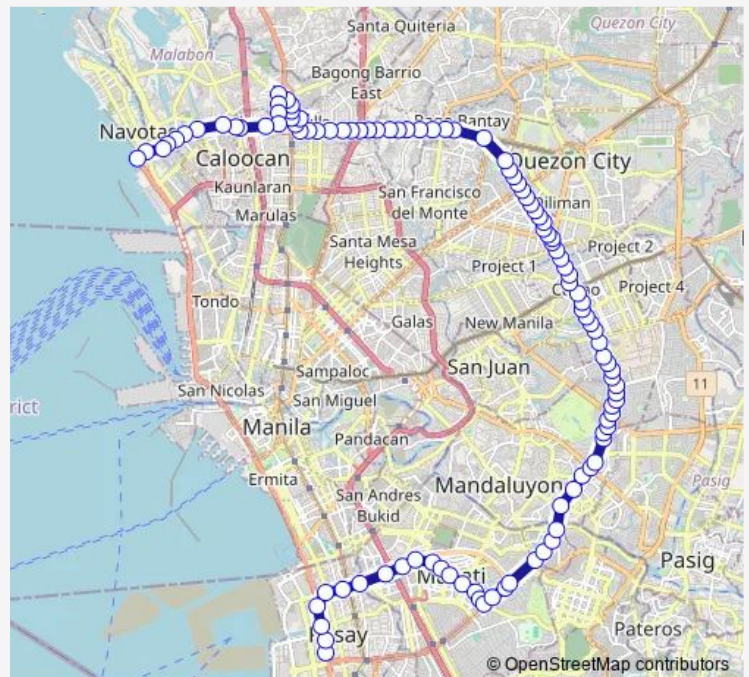 Santa Quiteria
Quezon City
Malabon
Bagong Barrio
East
Quezon City
Caloocan
Kaunlaran
San Francisco
del Monte
Marulas
Santa Mesa
Heights
Project 2
Project 1
Project 4
Tondo
Galas
New Manila
San Juan
Sampaloc
11
San Nicolas
San Miguel
Manila
Pandacan
Ermita
Mandaluyon
Pasig
San Andres
Bukid
Pasig
Pateros
© OpenStreetMap contributors